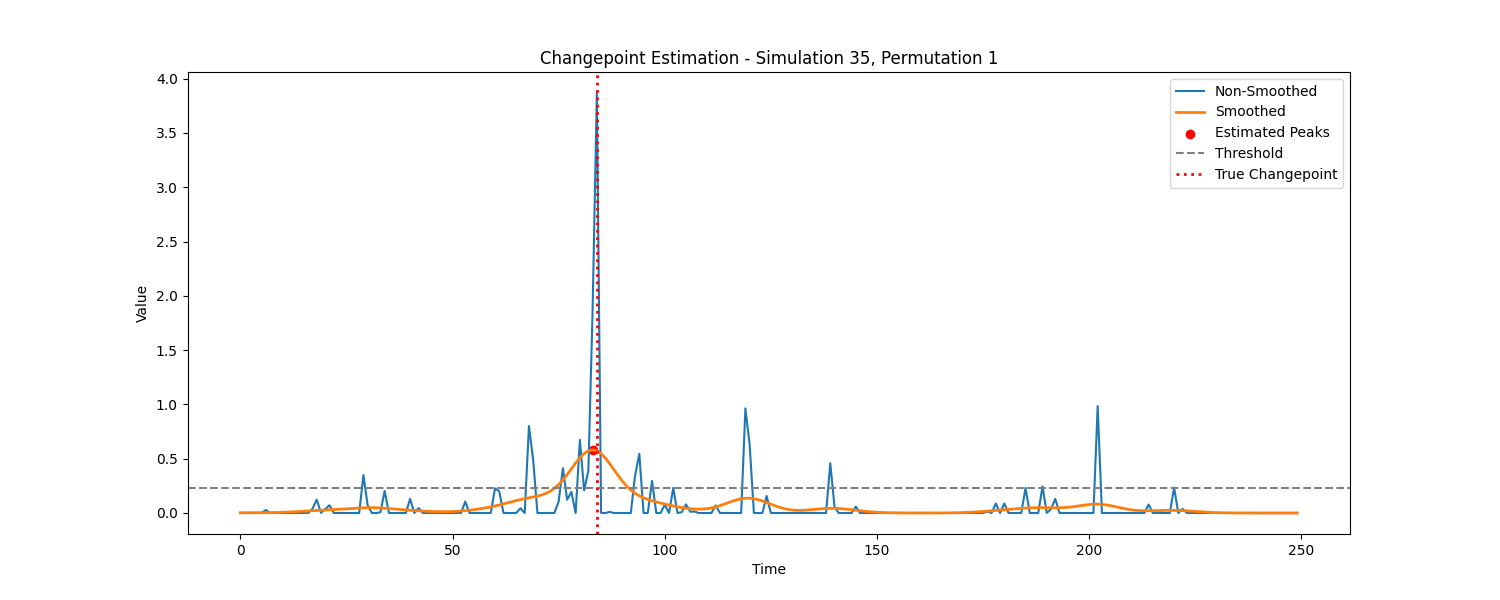 Changepoint Estimation - Simulation 35, Permutation 1
4.0
3.5
3.0
2.5
2.0
1.5
1.0
0.5
0.0
Value
Non-Smoothed
Smoothed
Estimated Peaks
Threshold
True Changepoint
0
50
100
150
200
250
Time